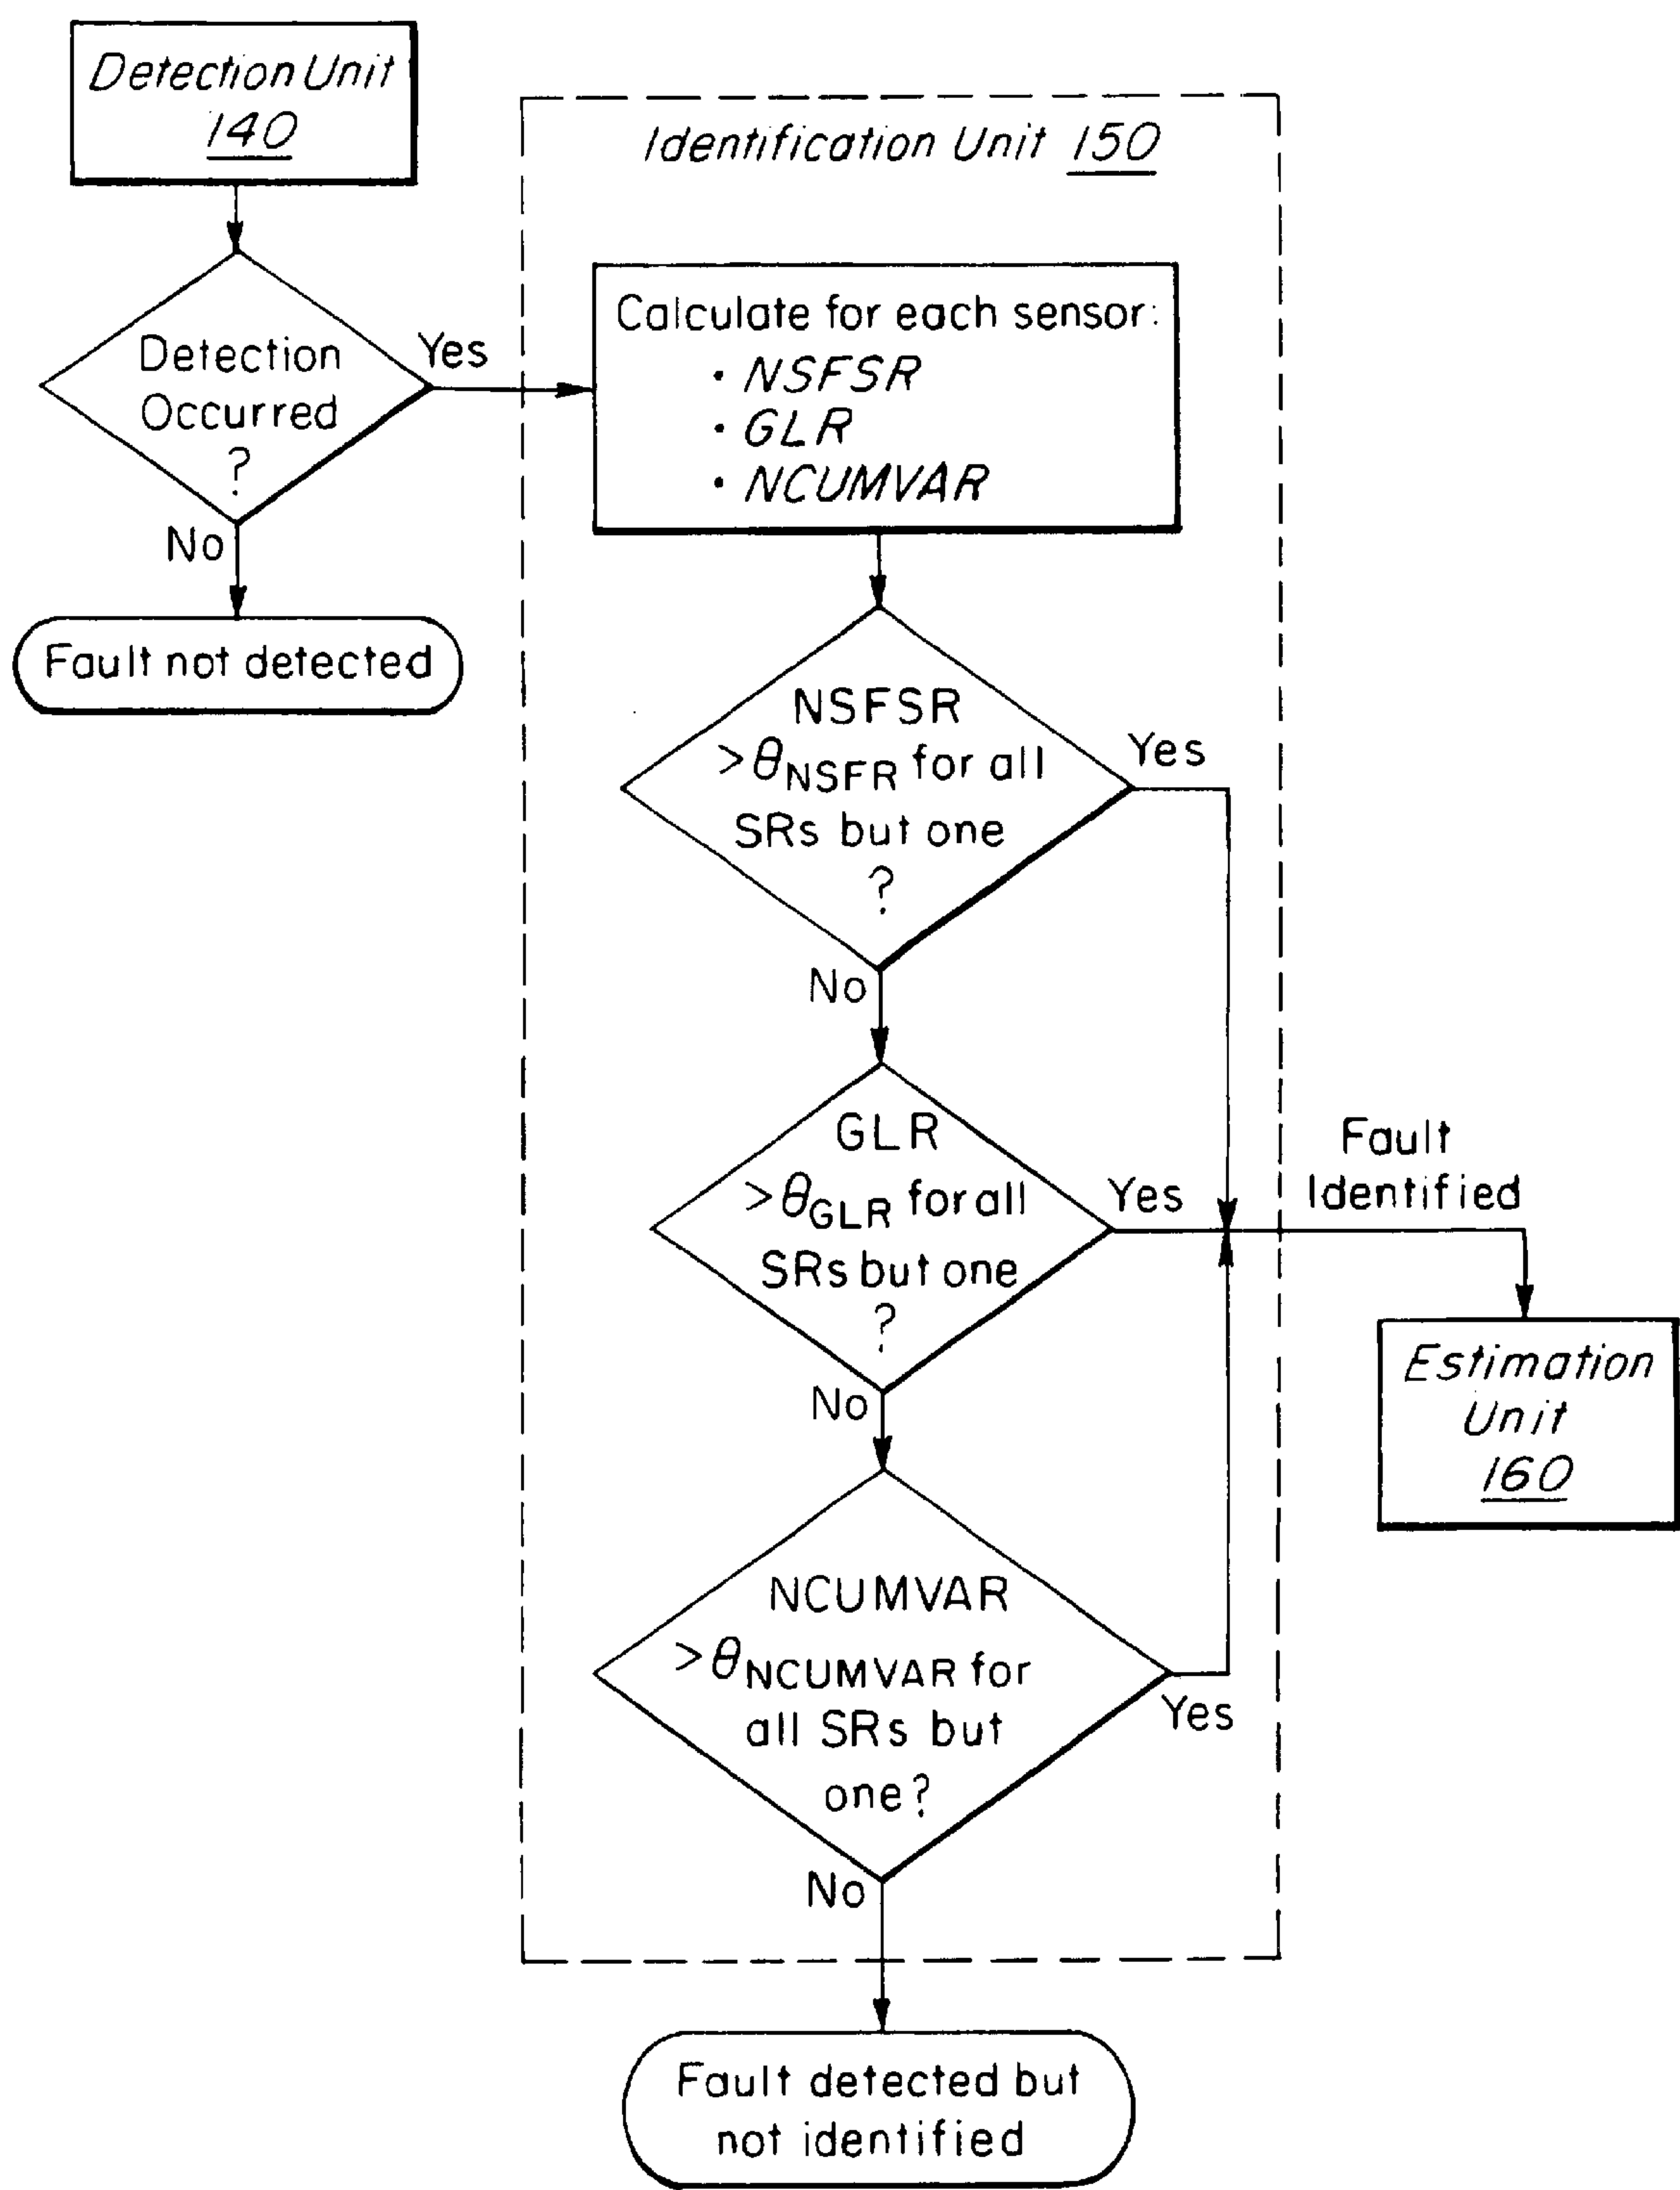 Detection Unit
140
Identification Unit 150
Detection
Occurred
?
Yes
No
Fault not detected
Calculate for each sensor:
• NSFSR
• GLR
• NCUMVAR
NSFSR
>θNSFR for all
SRs but one
?
Yes
No
GLR
>θGLR for all
SRs but one
?
Yes
No
Fault
Identified
Estimation
Unit
160
NCUMVAR
>θNCUMVAR for
all SRs but
one?
Yes
No
Fault detected but
not identified